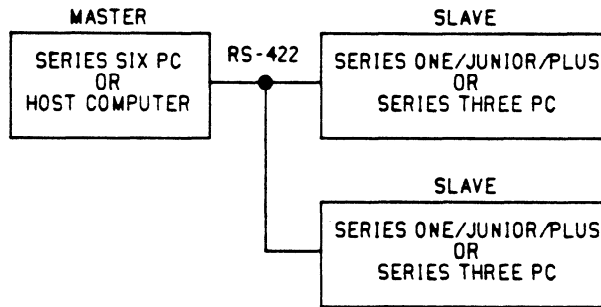 MASTER
SERIES SIX PC
OR
HOST COMPUTER
RS-422
SLAVE
SERIES ONE/JUNIOR/PLUS
OR
SERIES THREE PC
SLAVE
SERIES ONE/JUNIOR/PLUS
OR
SERIES THREE PC